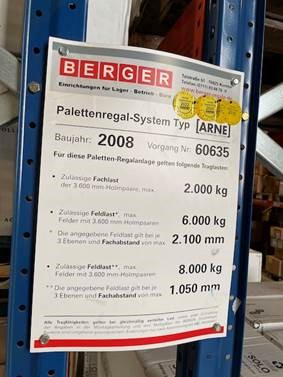 BERGER
Einrichtungen für Lager - Betrieb - Büro
Palettenregal-System Typ [ARNE]
Baujahr: 2008 Vorgang Nr: 60635
Für diese Paletten-Regalanlage gelten folgende Traglasten:
• Zulässige Fachlast
der 3.600 mm-Holmpaare, max. 2.000 kg
• Zulässige Feldlast*, max.
Felder mit 3.600 mm-Holmpaaren 6.000 kg
* Die angegebene Feldlast gilt bei je
3 Ebenen und Fachabstand von max 2.100 mm
• Zulässige Feldlast**, max.
Felder mit 3.600 mm-Holmpaaren 8.000 kg
** Die angegebene Feldlast gilt bei je
3 Ebenen und Fachabstand von max. 1.050 mm
SOLO